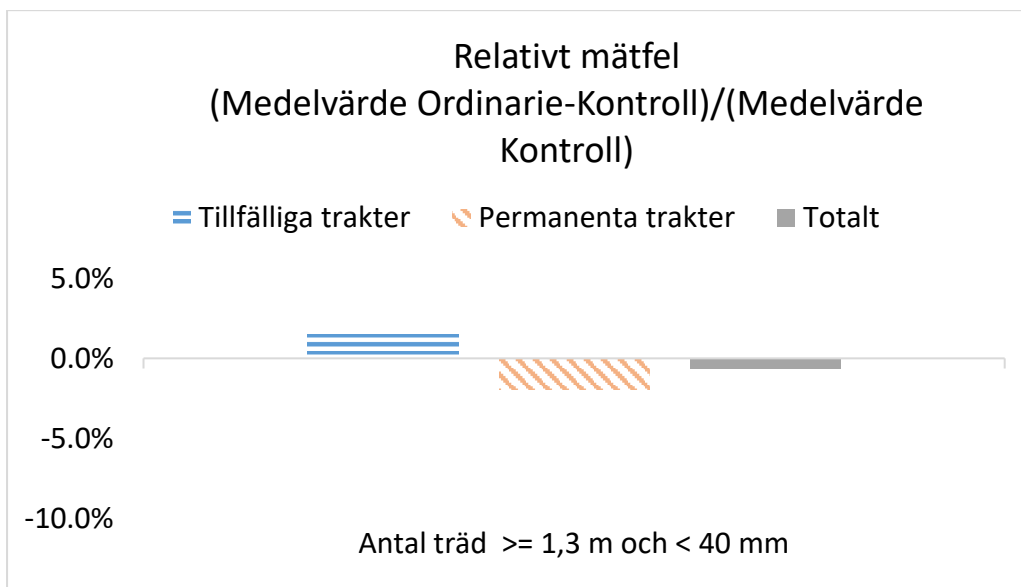 Relativt mätfel
(Medelvärde Ordinarie-Kontroll)/(Medelvärde
Kontroll)
Tillfälliga trakter Permanenta trakter Totalt
5.0%
0.0%
-5.0%
-10.0%
Antal träd >= 1,3 m och < 40 mm